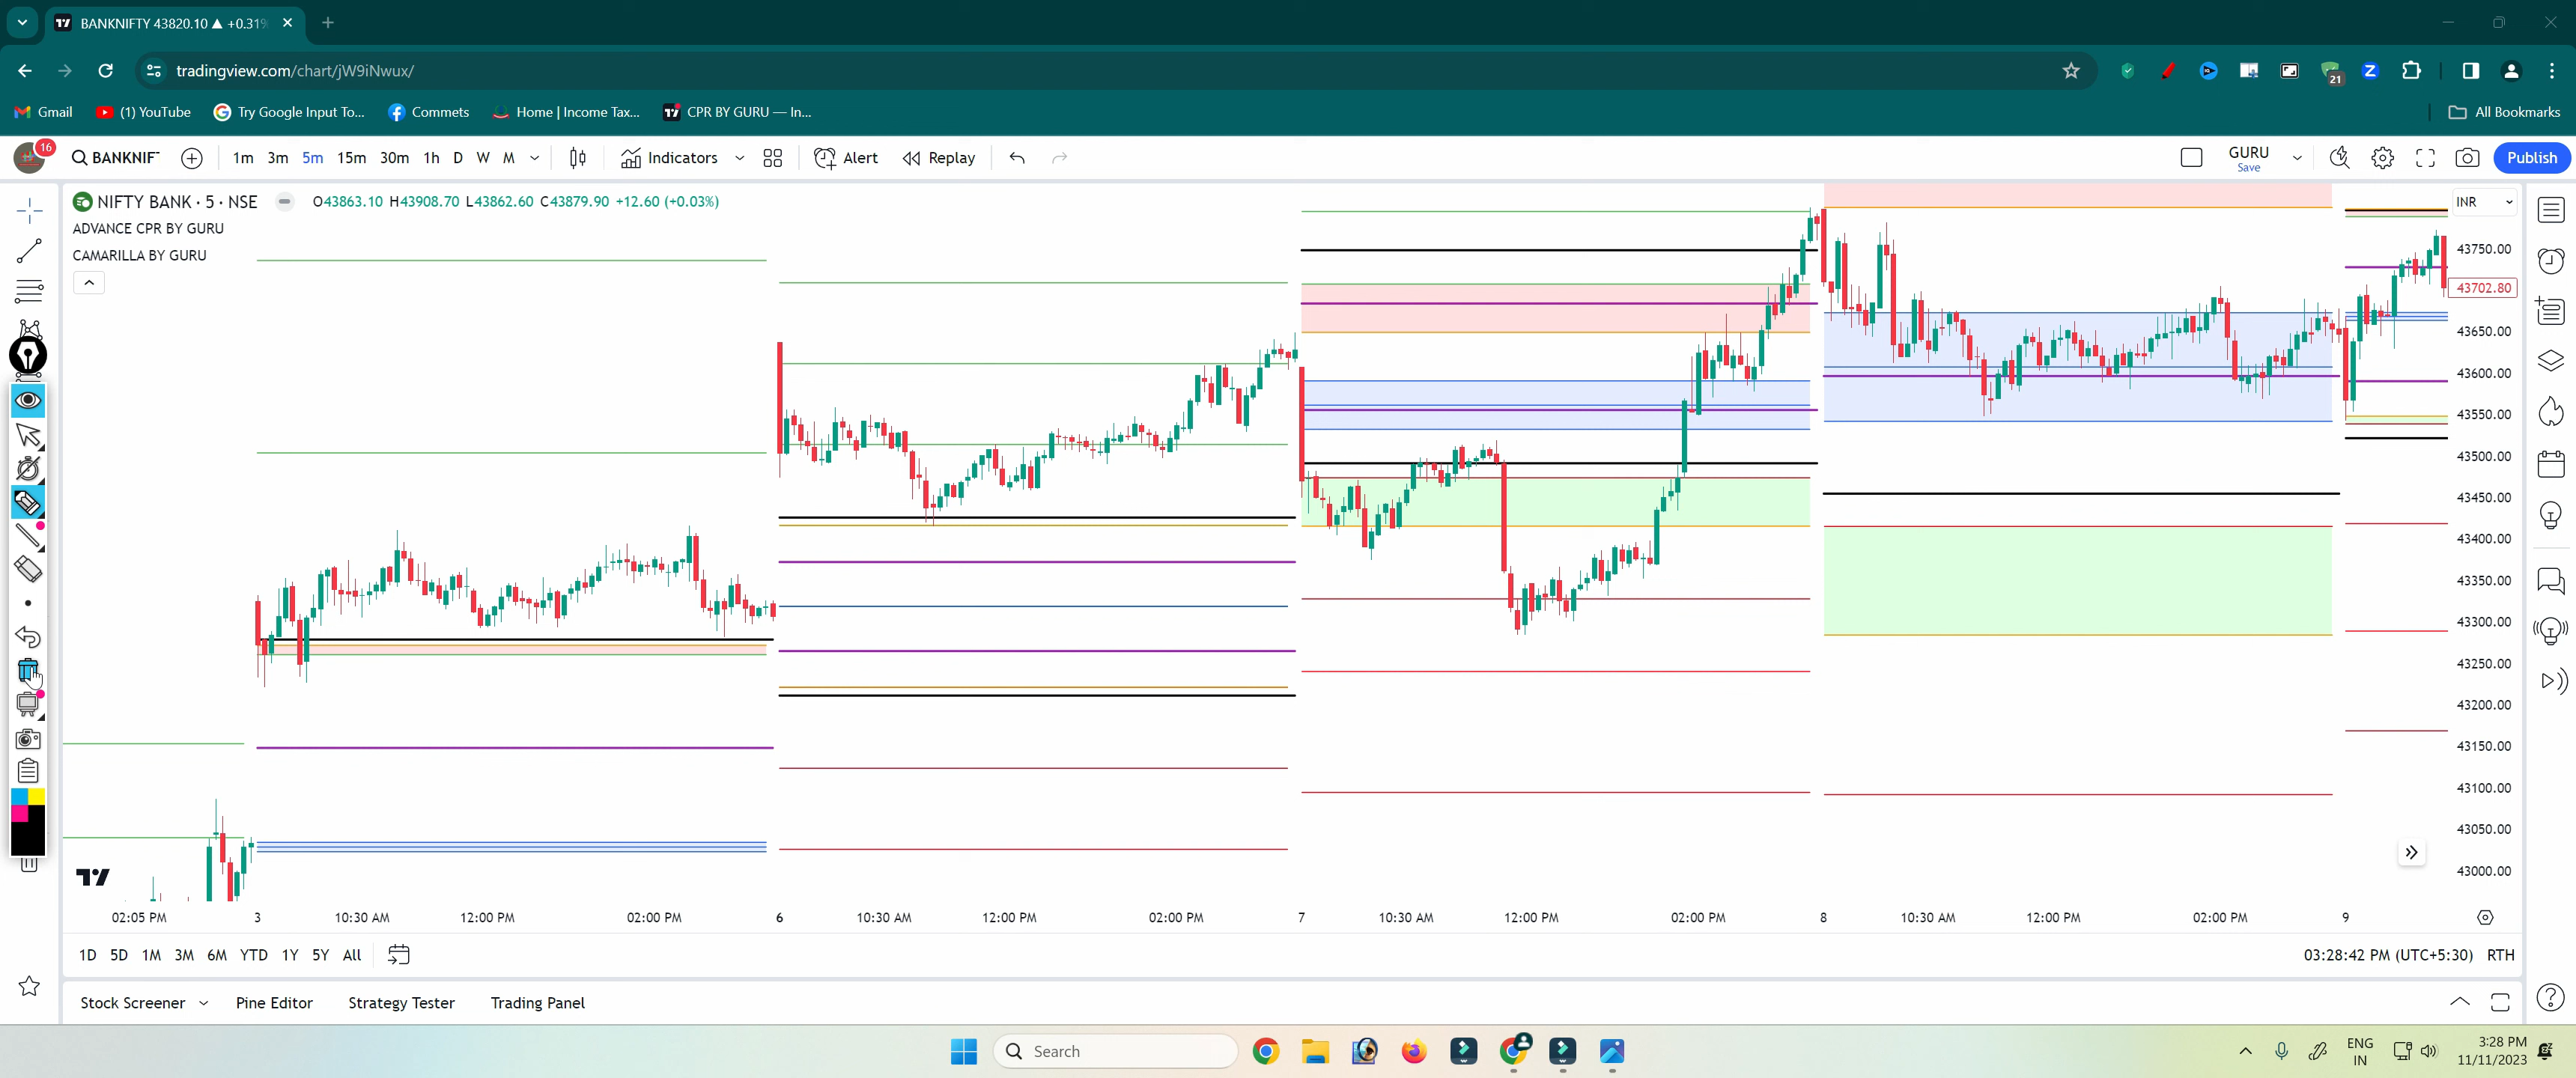 BANKNIFTY 43820.10 ▲ +0.31%
tradingview.com/chart/jW9iNwux/
21
Gmail
(1) YouTube
Try Google Input To...
Commets
Home | Income Tax...
CPR BY GURU — In...
All Bookmarks
16
BANKNIF
1m 3m 5m 15m 30m 1h D W M
Indicators
Alert
Replay
GURU
Save
Publish
NIFTY BANK · 5 · NSE
O43863.10 H43908.70 L43862.60 C43879.90 +12.60 (+0.03%)
INR
ADVANCE CPR BY GURU
CAMARILLA BY GURU
43750.00
43702.80
43650.00
43600.00
43550.00
43500.00
43450.00
43400.00
43350.00
43300.00
43250.00
43200.00
43150.00
43100.00
43050.00
43000.00
02:05 PM 3 10:30 AM 12:00 PM 02:00 PM 6 10:30 AM 12:00 PM 02:00 PM 7 10:30 AM 12:00 PM 02:00 PM 8 10:30 AM 12:00 PM 02:00 PM 9
1D 5D 1M 3M 6M YTD 1Y 5Y All
03:28:42 PM (UTC+5:30) RTH
Stock Screener
Pine Editor
Strategy Tester
Trading Panel
Search
ENG
IN
3:28 PM
11/11/2023